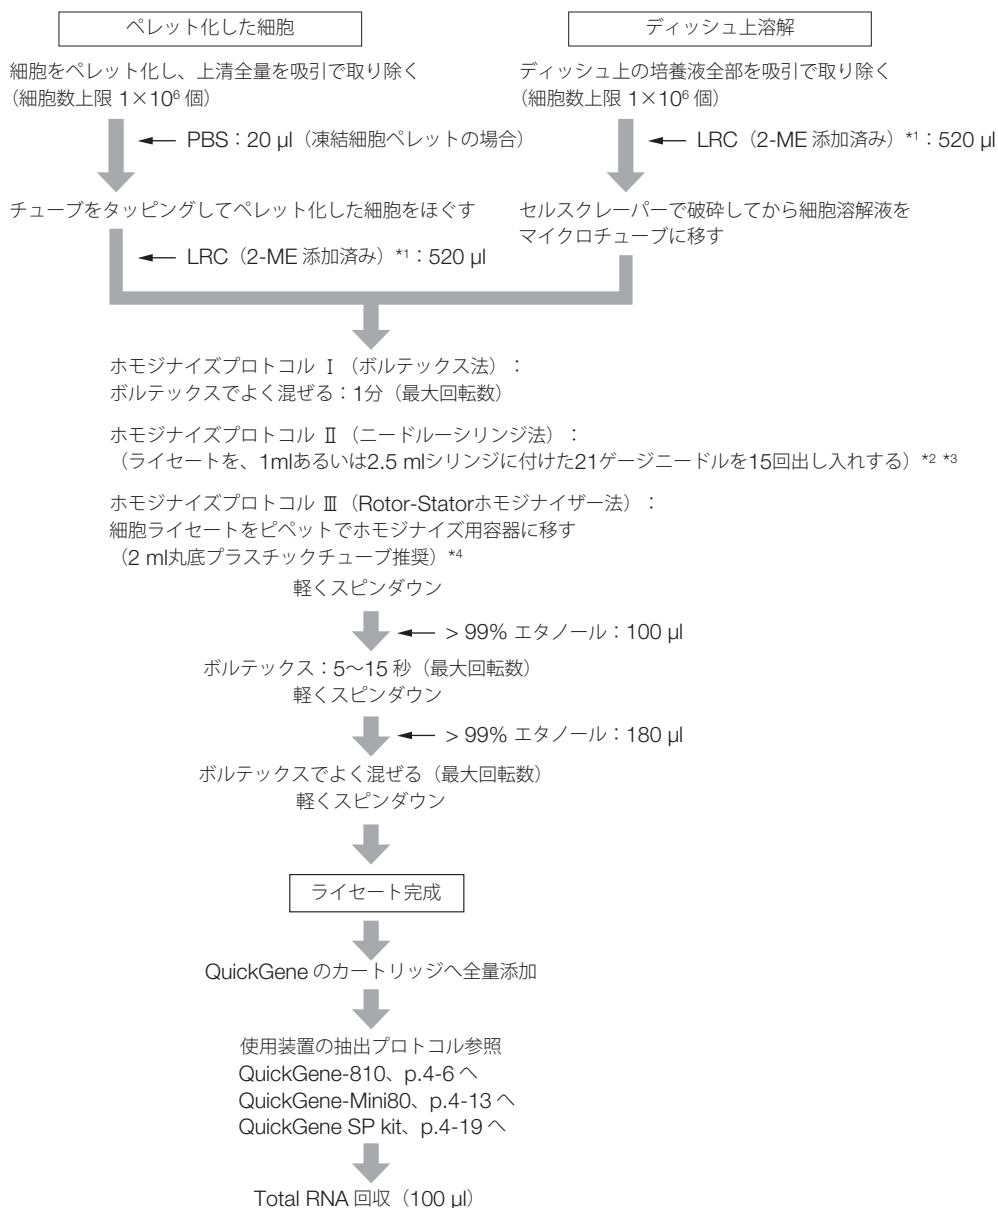 ペレット化した細胞
細胞をペレット化し、上清全量を吸引で取り除く
（細胞数上限 1×10⁶ 個）
PBS：20 µl（凍結細胞ペレットの場合）
チューブをタッピングしてペレット化した細胞をほぐす
LRC（2-ME 添加済み）*1：520 µl
ディッシュ上溶解
ディッシュ上の培養液全部を吸引で取り除く
（細胞数上限 1×10⁶ 個）
LRC（2-ME 添加済み）*1：520 µl
セルスクレーパーで破砕してから細胞溶解液を
マイクロチューブに移す
ホモジナイズプロトコル Ⅰ（ボルテックス法）：
ボルテックスでよく混ぜる：1分（最大回転数）
ホモジナイズプロトコル Ⅱ（ニードルーシリンジ法）：
（ライセートを、1mlあるいは2.5 mlシリンジに付けた21ゲージニードルを15回出し入れする）*2 *3
ホモジナイズプロトコル Ⅲ（Rotor-Statorホモジナイザー法）：
細胞ライセートをピペットでホモジナイズ用容器に移す
（2 ml丸底プラスチックチューブ推奨）*4
軽くスピンダウン
> 99% エタノール：100 µl
ボルテックス：5〜15 秒（最大回転数）
軽くスピンダウン
> 99% エタノール：180 µl
ボルテックスでよく混ぜる（最大回転数）
軽くスピンダウン
ライセート完成
QuickGene のカートリッジへ全量添加
使用装置の抽出プロトコル参照
QuickGene-810、p.4-6 へ
QuickGene-Mini80、p.4-13 へ
QuickGene SP kit、p.4-19 へ
Total RNA 回収（100 µl）